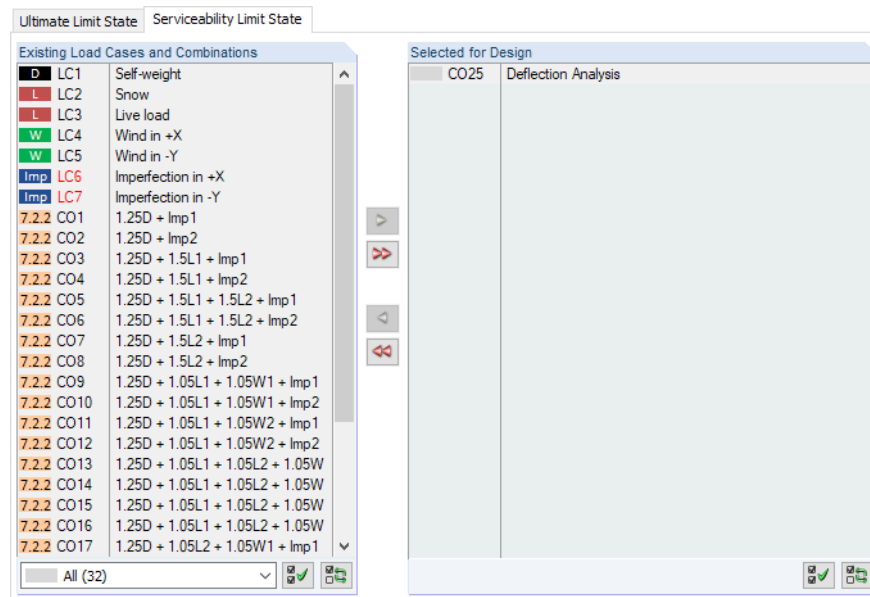 Ultimate Limit State Serviceability Limit State
Existing Load Cases and Combinations
D LC1 Self-weight
L LC2 Snow
L LC3 Live load
W LC4 Wind in +X
W LC5 Wind in -Y
Imp LC6 Imperfection in +X
Imp LC7 Imperfection in -Y
7.2.2 CO1 1.25D + Imp1
7.2.2 CO2 1.25D + Imp2
7.2.2 CO3 1.25D + 1.5L1 + Imp1
7.2.2 CO4 1.25D + 1.5L1 + Imp2
7.2.2 CO5 1.25D + 1.5L1 + 1.5L2 + Imp1
7.2.2 CO6 1.25D + 1.5L1 + 1.5L2 + Imp2
7.2.2 CO7 1.25D + 1.5L2 + Imp1
7.2.2 CO8 1.25D + 1.5L2 + Imp2
7.2.2 CO9 1.25D + 1.05L1 + 1.05W1 + Imp1
7.2.2 CO10 1.25D + 1.05L1 + 1.05W1 + Imp2
7.2.2 CO11 1.25D + 1.05L1 + 1.05W2 + Imp1
7.2.2 CO12 1.25D + 1.05L1 + 1.05W2 + Imp2
7.2.2 CO13 1.25D + 1.05L1 + 1.05L2 + 1.05W
7.2.2 CO14 1.25D + 1.05L1 + 1.05L2 + 1.05W
7.2.2 CO15 1.25D + 1.05L1 + 1.05L2 + 1.05W
7.2.2 CO16 1.25D + 1.05L1 + 1.05L2 + 1.05W
7.2.2 CO17 1.25D + 1.05L2 + 1.05W1 + Imp1
All (32)
Selected for Design
CO25 Deflection Analysis